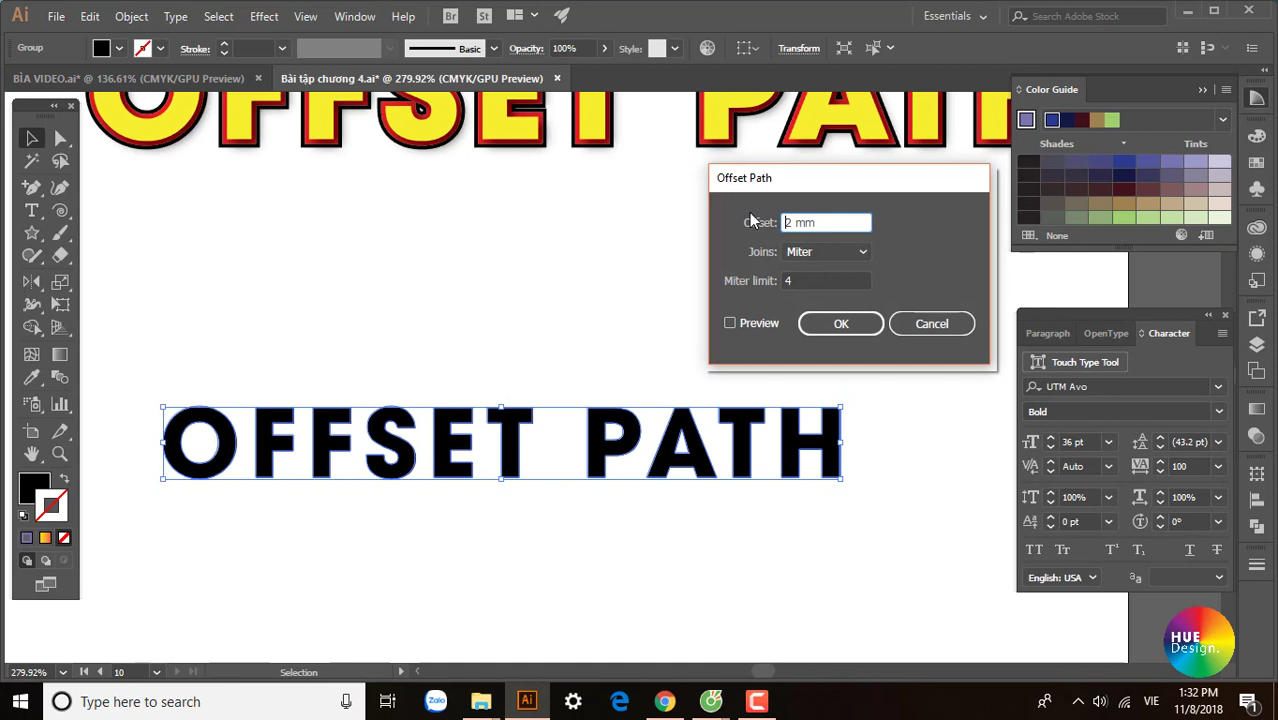 Ai File Edit Object Type Select Effect View Window Help Br St Essentials Search Adobe Stock
Group Stroke: Basic Opacity: 100% Style: Transform
BÌA VIDEO.ai* @ 136.61% (CMYK/GPU Preview) × Bài tập chương 4.ai* @ 279.92% (CMYK/GPU Preview) ×
OFFSET PATH
Color Guide
Shades Tints
None
Offset Path
Offset: 2 mm
Joins: Miter
Miter limit: 4
Preview OK Cancel
OFFSET PATH
Paragraph OpenType Character
Touch Type Tool
UTM Avo
Bold
36 pt (43.2 pt)
Auto 100
100% 100%
0 pt 0°
English: USA
HUE
Design.
279.92% 10 Selection
Type here to search Zalo Ai VIE 1:32 PM
11/8/2018 1